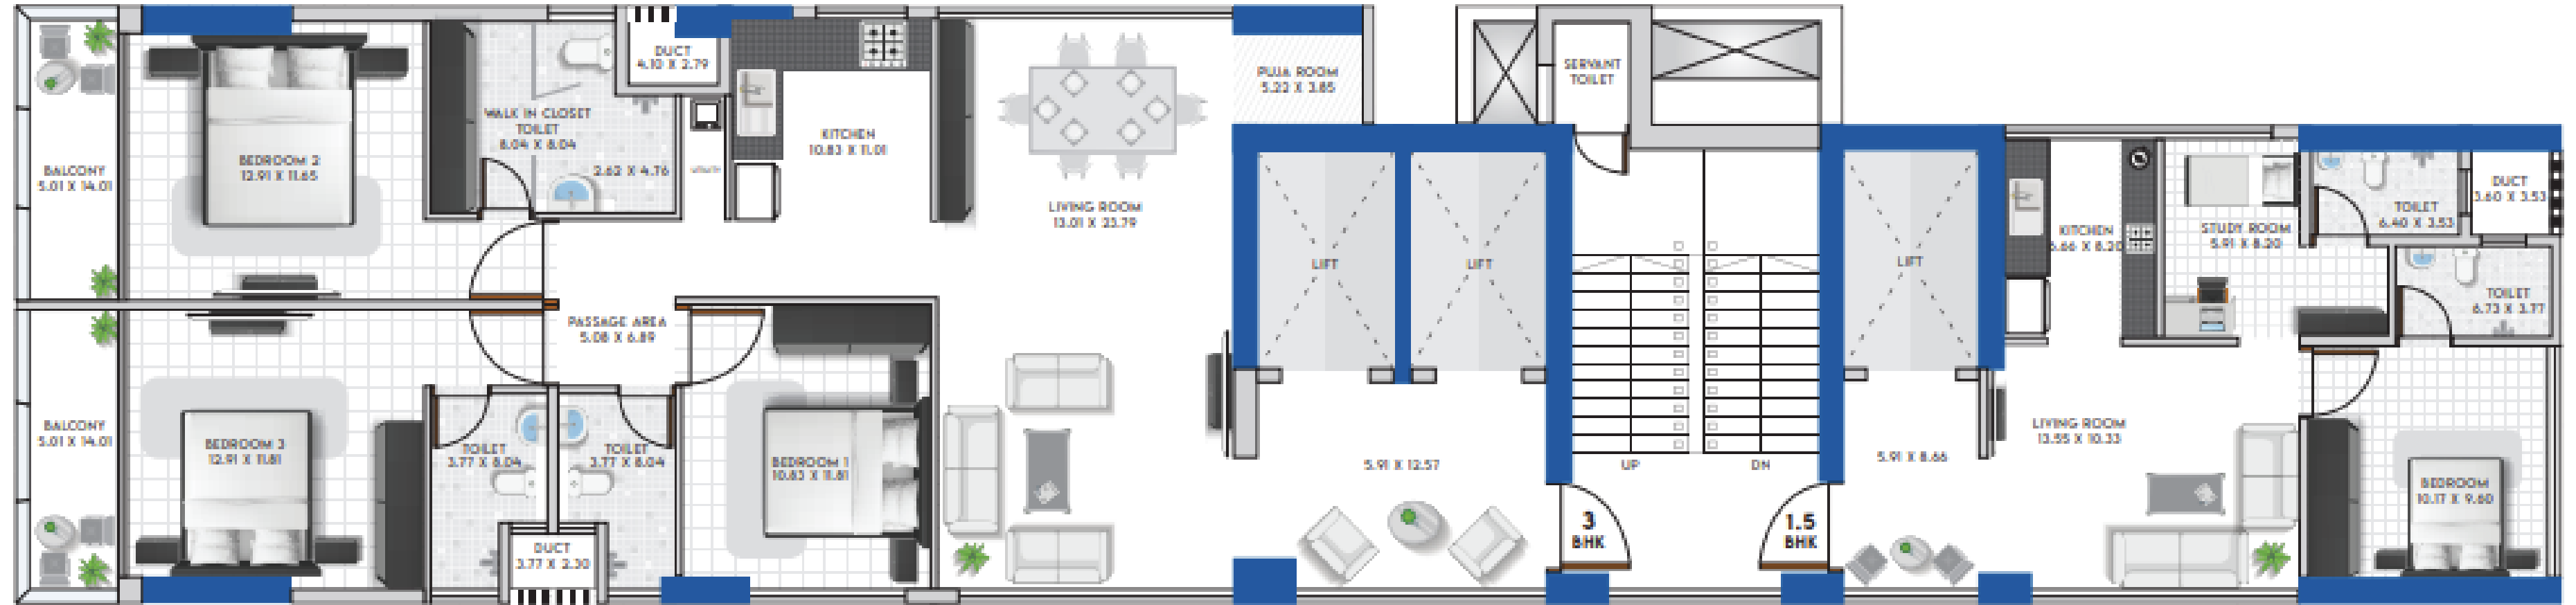 DUCT
4.10 X 2.79
PUJA ROOM
5.22 X 3.85
SERVANT
TOILET
WALK IN CLOSET
TOILET
8.04 X 8.04
2.62 X 4.76
KITCHEN
10.83 X 11.01
BEDROOM 2
12.91 X 11.65
BALCONY
5.01 X 14.01
LIVING ROOM
13.01 X 23.79
LIFT
LIFT
LIFT
KITCHEN
6.66 X 8.20
STUDY ROOM
5.91 X 8.20
TOILET
6.40 X 3.53
DUCT
3.60 X 3.53
TOILET
6.73 X 3.77
PASSAGE AREA
5.08 X 6.89
BALCONY
5.01 X 14.01
BEDROOM 3
12.91 X 11.81
TOILET
3.77 X 8.04
TOILET
3.77 X 8.04
BEDROOM 1
10.83 X 11.81
5.91 X 12.57
UP
DN
5.91 X 8.66
LIVING ROOM
13.55 X 10.33
BEDROOM
10.17 X 9.60
DUCT
3.77 X 2.30
3
BHK
1.5
BHK